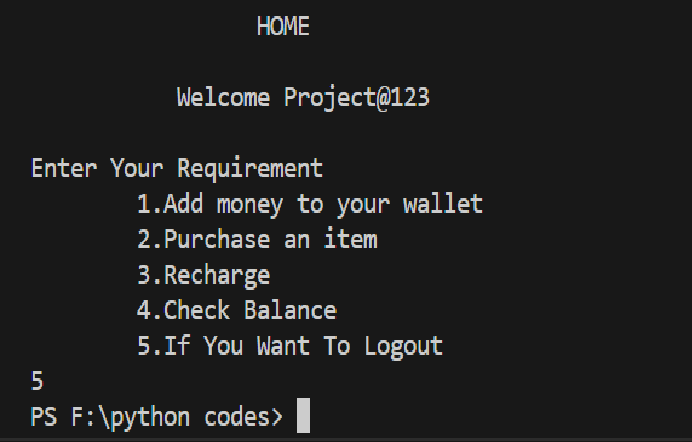 HOME
Welcome Project@123
Enter Your Requirement
1.Add money to your wallet
2.Purchase an item
3.Recharge
4.Check Balance
5.If You Want To Logout
5
PS F:\python codes>